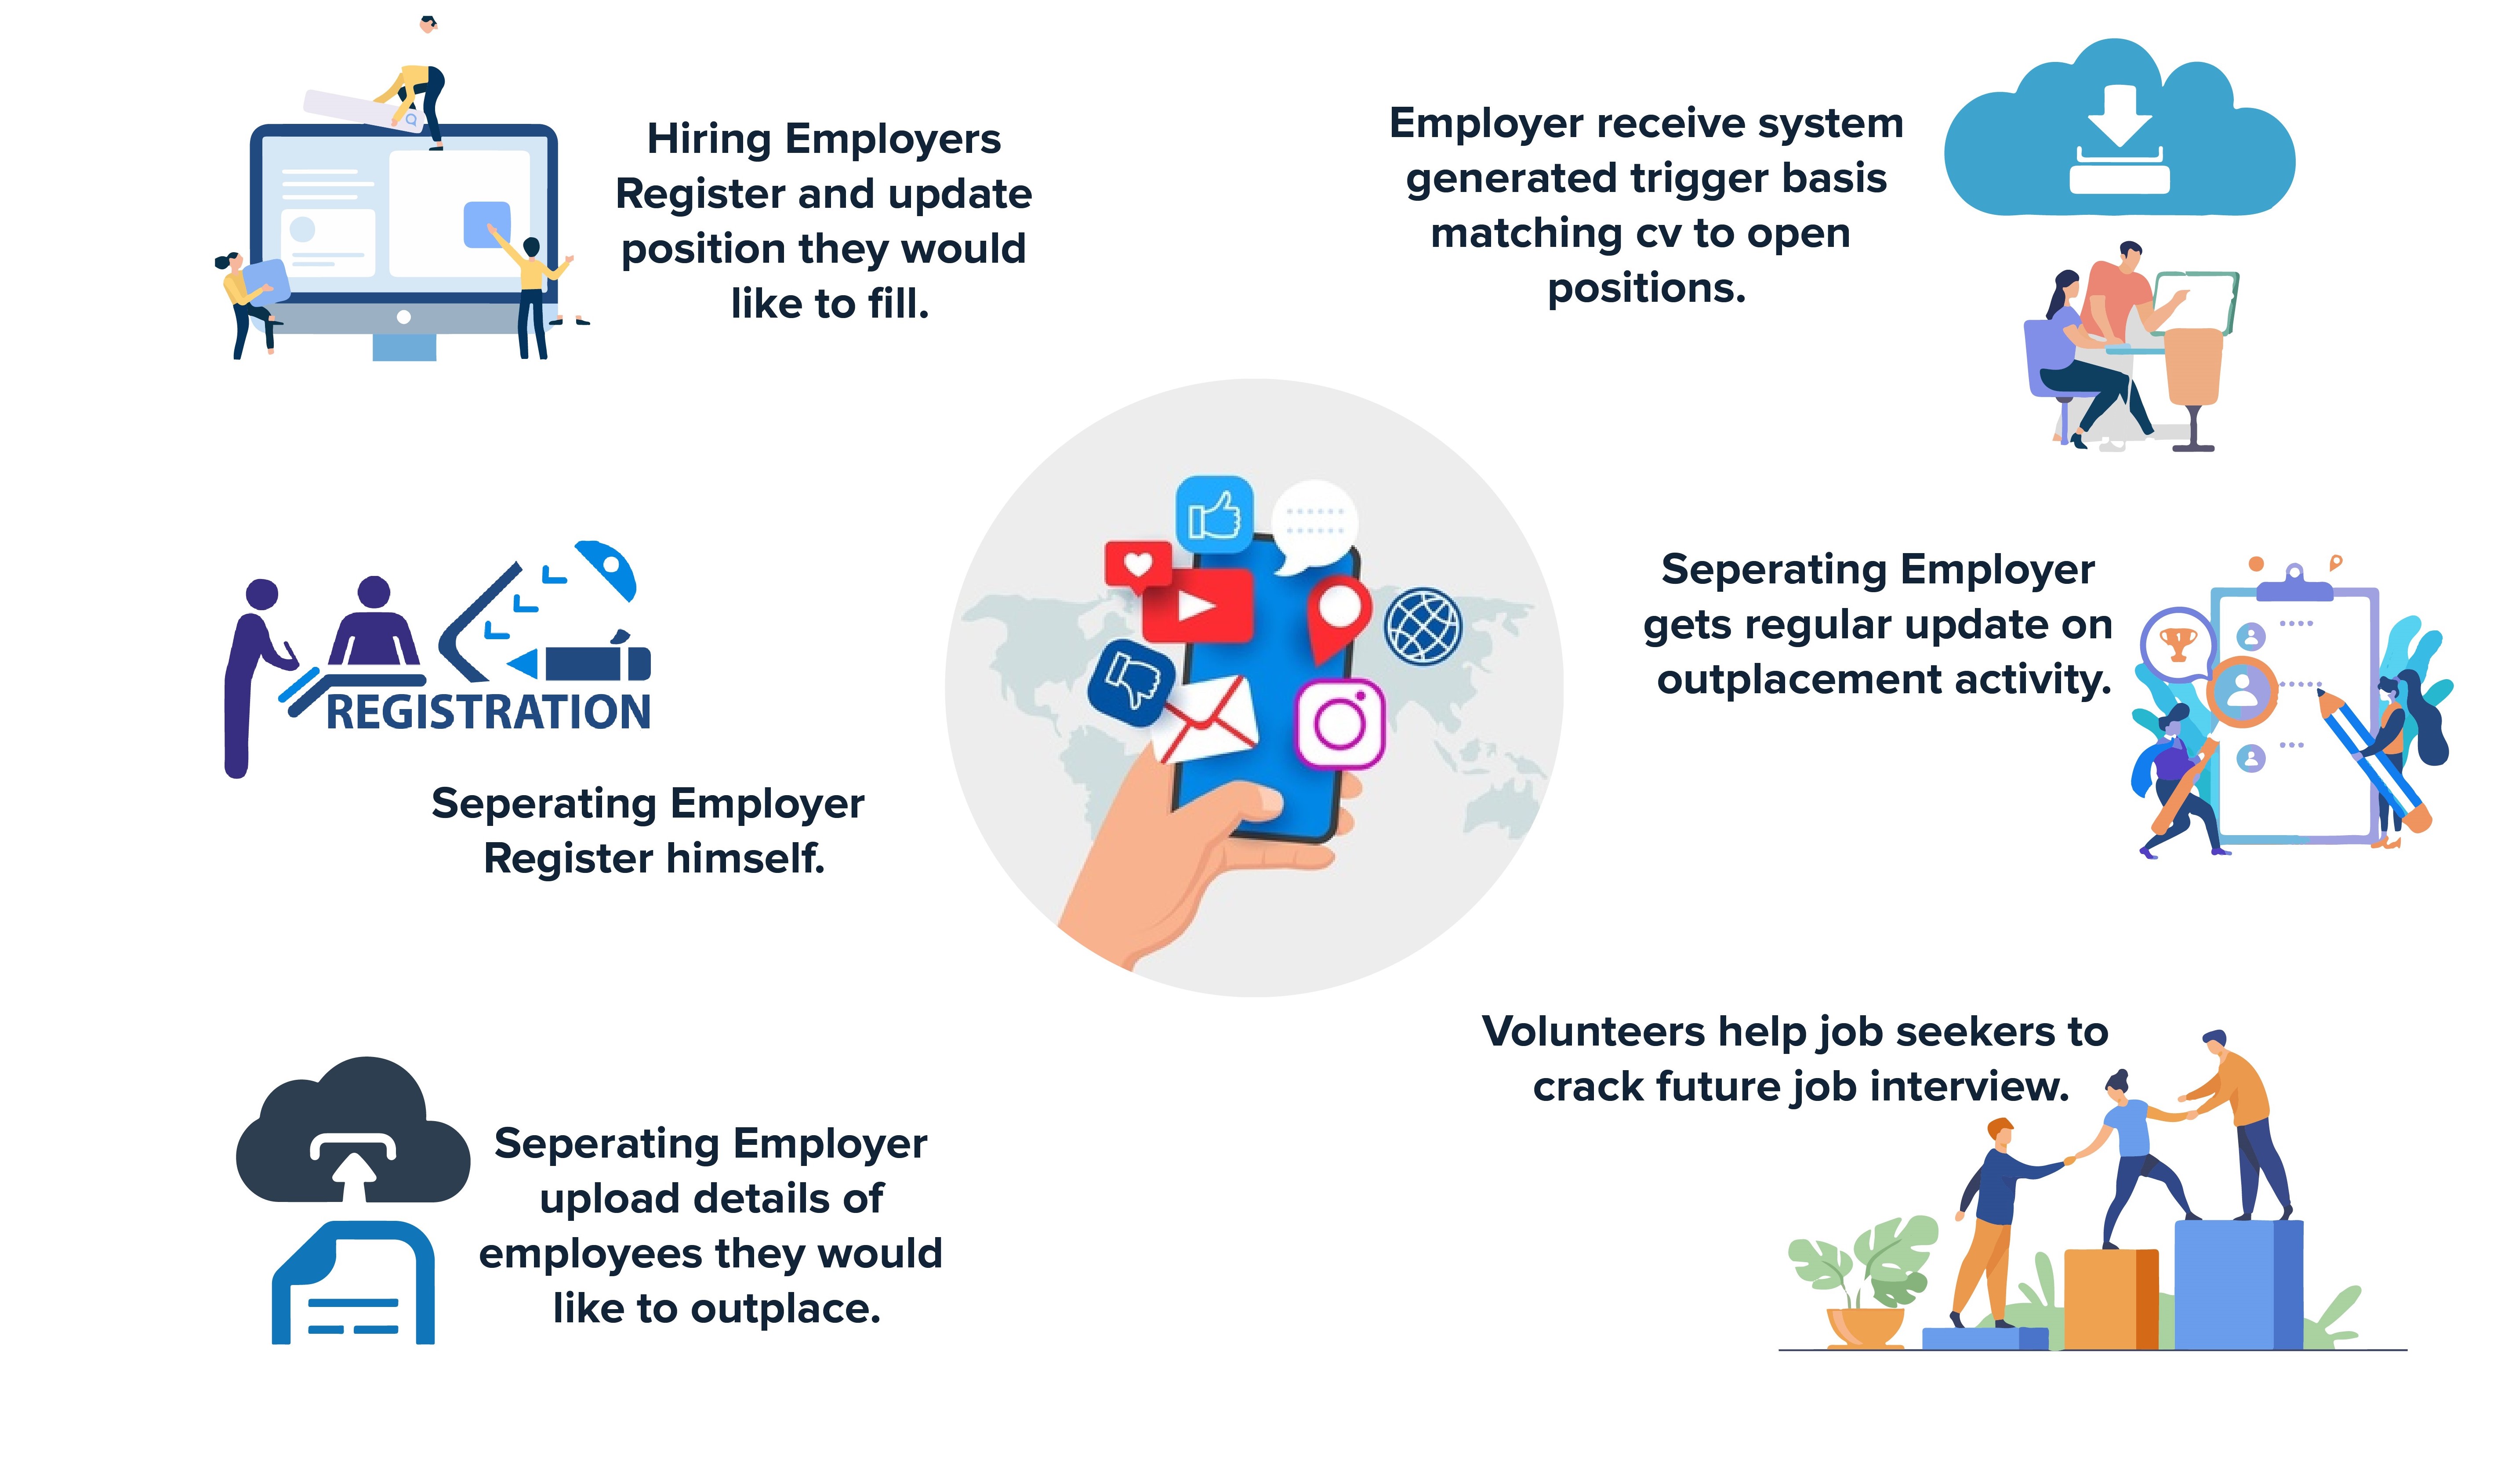 Hiring Employers
Register and update
position they would
like to fill.
Employer receive system
generated trigger basis
matching cv to open
positions.
REGISTRATION
Seperating Employer
Register himself.
Seperating Employer
gets regular update on
outplacement activity.
Seperating Employer
upload details of
employees they would
like to outplace.
Volunteers help job seekers to
crack future job interview.